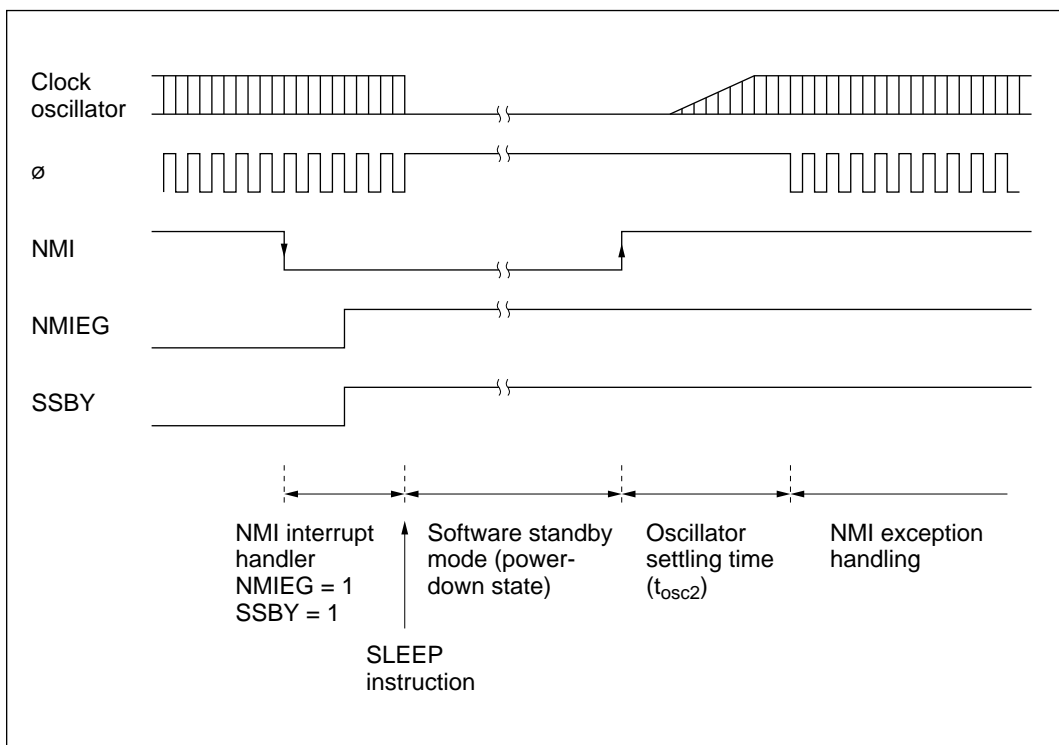 Clock
oscillator
ø
NMI
NMIEG
SSBY
NMI interrupt
handler
NMIEG = 1
SSBY = 1
Software standby
mode (power-
down state)
Oscillator
settling time
(tosc2)
NMI exception
handling
SLEEP
instruction